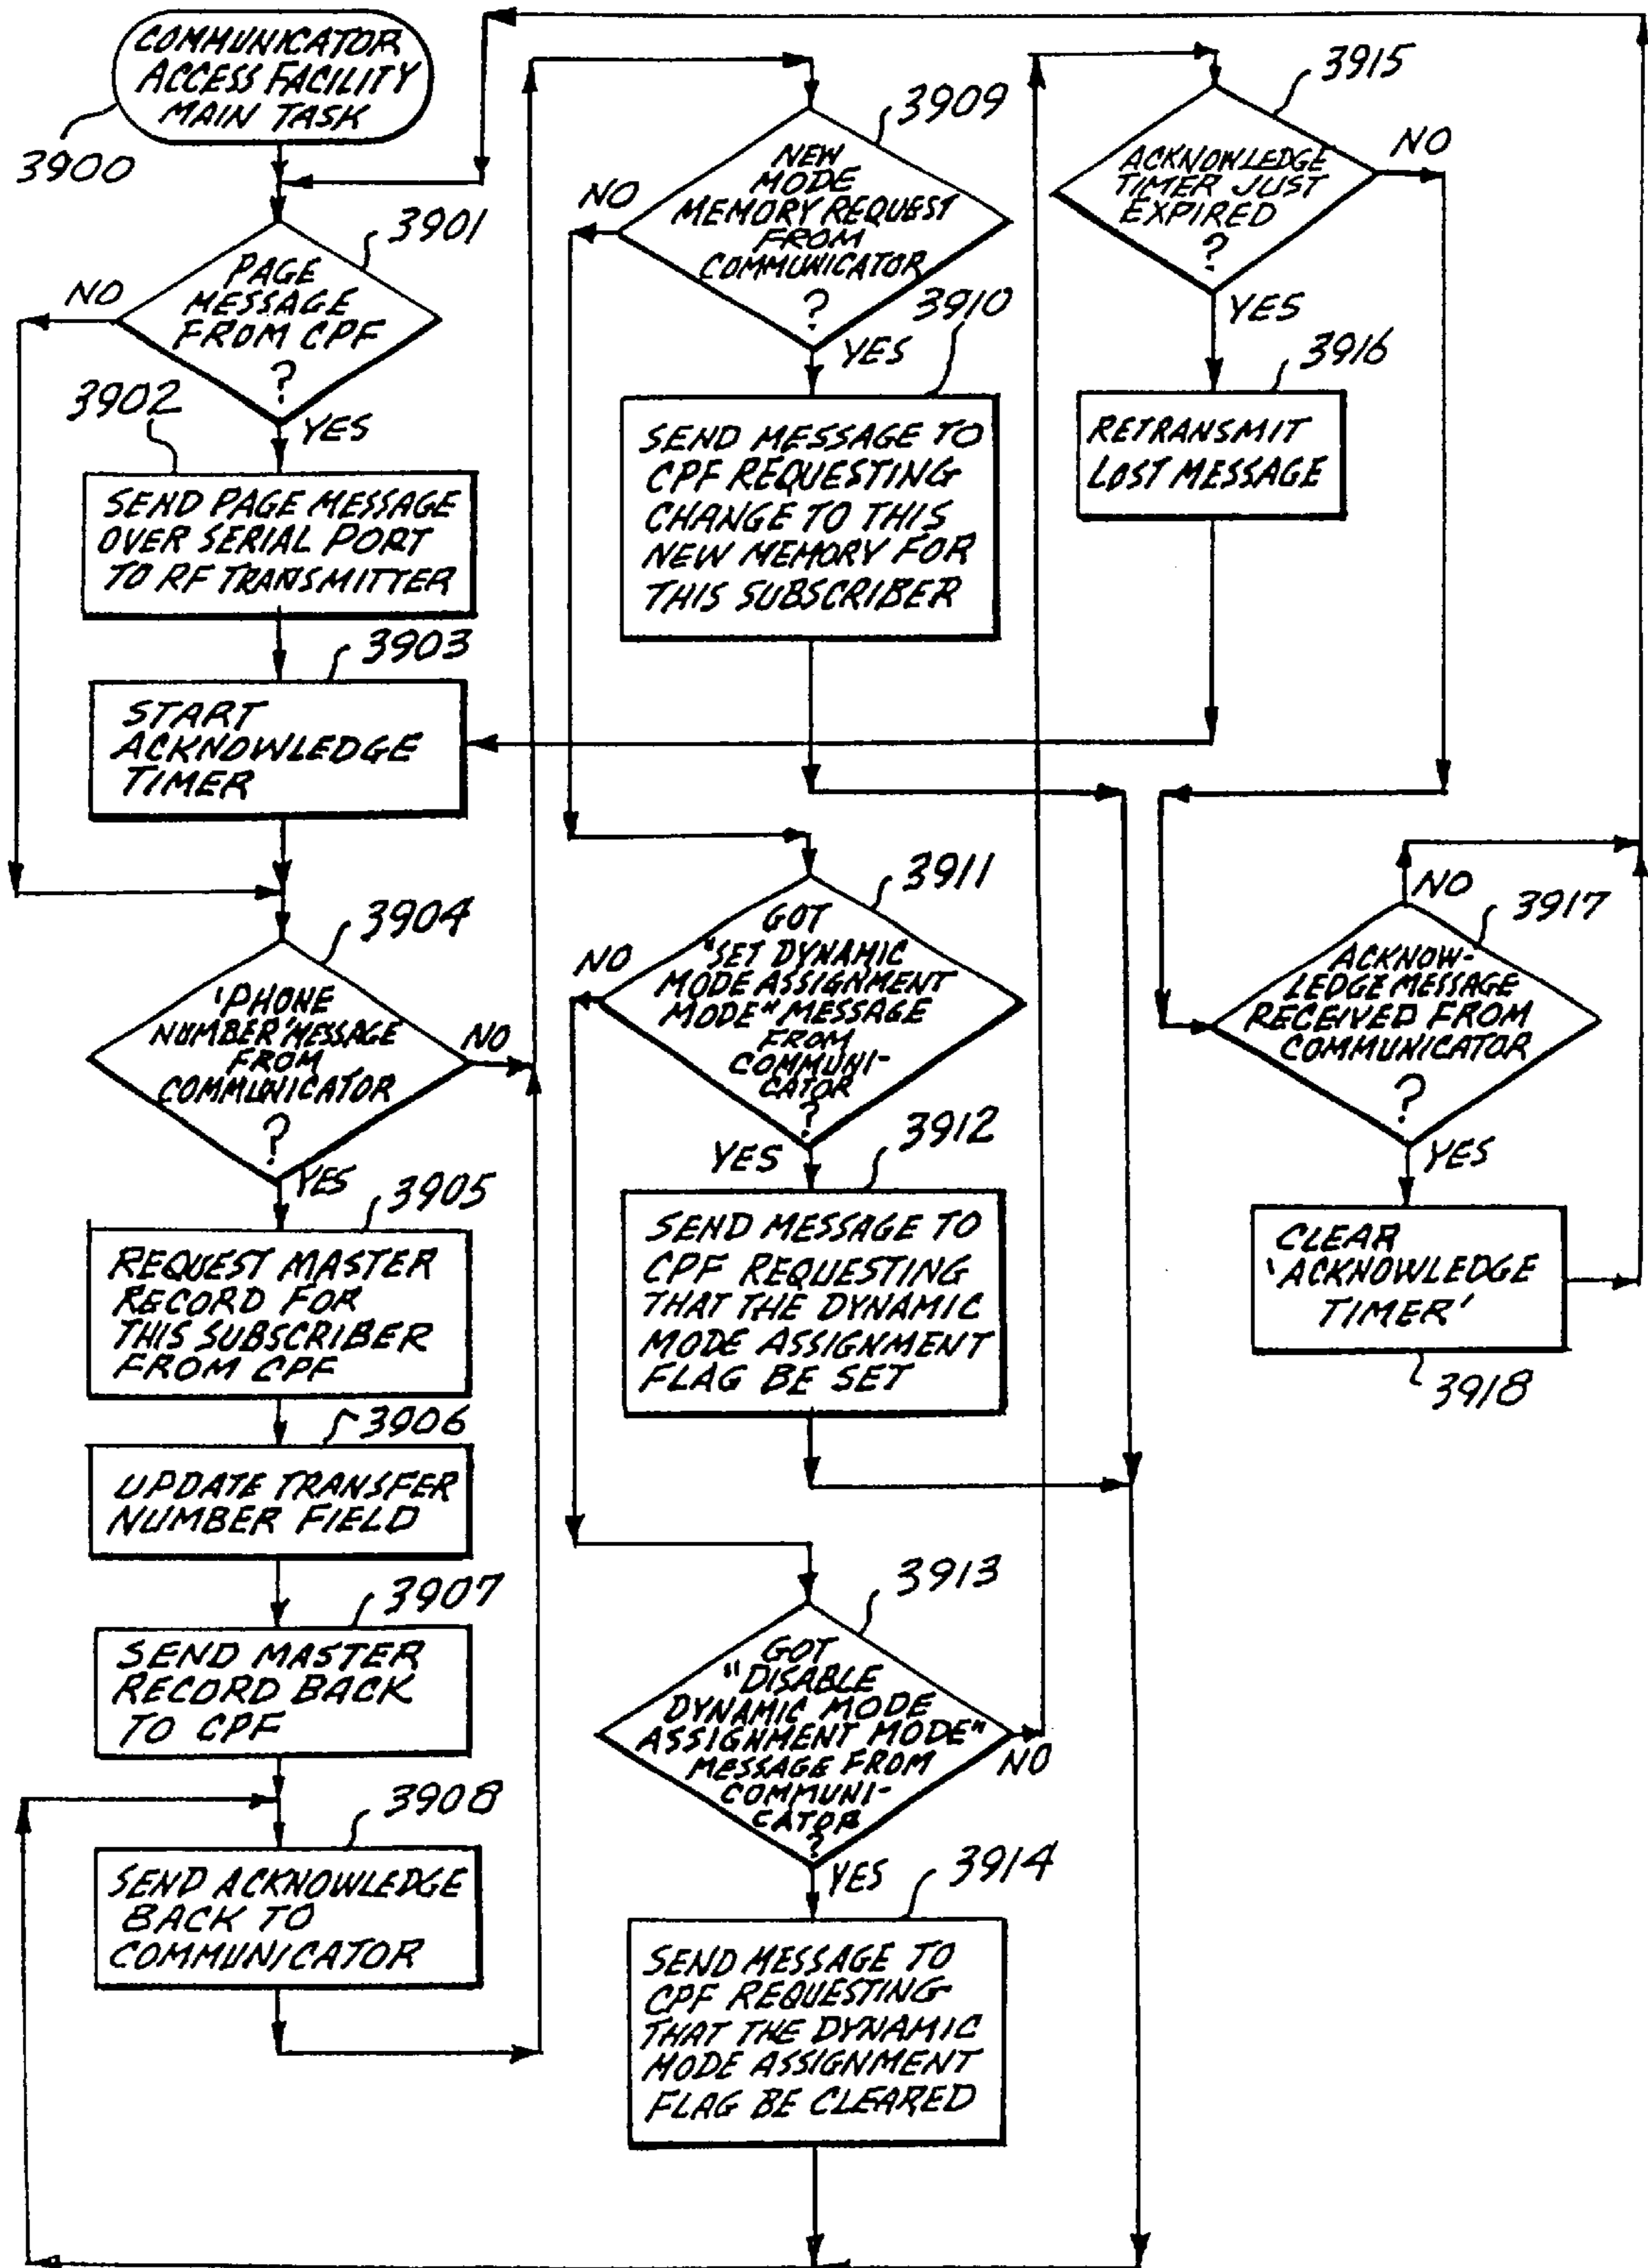 COMMUNICATOR
ACCESS FACILITY
MAIN TASK
3900
PAGE
MESSAGE
FROM CPF
?
3901
NO
YES
3902
SEND PAGE MESSAGE
OVER SERIAL PORT
TO RF TRANSMITTER
3903
START
ACKNOWLEDGE
TIMER
3904
'PHONE
NUMBER' MESSAGE
FROM
COMMUNICATOR
?
NO
YES
3905
REQUEST MASTER
RECORD FOR
THIS SUBSCRIBER
FROM CPF
3906
UPDATE TRANSFER
NUMBER FIELD
3907
SEND MASTER
RECORD BACK
TO CPF
3908
SEND ACKNOWLEDGE
BACK TO
COMMUNICATOR
3909
NEW
MODE
MEMORY REQUEST
FROM
COMMUNICATOR
?
NO
YES
3910
SEND MESSAGE TO
CPF REQUESTING
CHANGE TO THIS
NEW MEMORY FOR
THIS SUBSCRIBER
3911
GOT
"SET DYNAMIC
MODE ASSIGNMENT
MODE" MESSAGE
FROM
COMMUNI-
CATOR
?
NO
YES
3912
SEND MESSAGE TO
CPF REQUESTING
THAT THE DYNAMIC
MODE ASSIGNMENT
FLAG BE SET
3913
GOT
"DISABLE
DYNAMIC MODE
ASSIGNMENT MODE"
MESSAGE FROM
COMMUNI-
CATOR
?
NO
YES
3914
SEND MESSAGE TO
CPF REQUESTING
THAT THE DYNAMIC
MODE ASSIGNMENT
FLAG BE CLEARED
3915
ACKNOWLEDGE
TIMER JUST
EXPIRED
?
NO
YES
3916
RETRANSMIT
LOST MESSAGE
3917
ACKNOW-
LEDGE MESSAGE
RECEIVED FROM
COMMUNICATOR
?
NO
YES
CLEAR
'ACKNOWLEDGE
TIMER'
3918